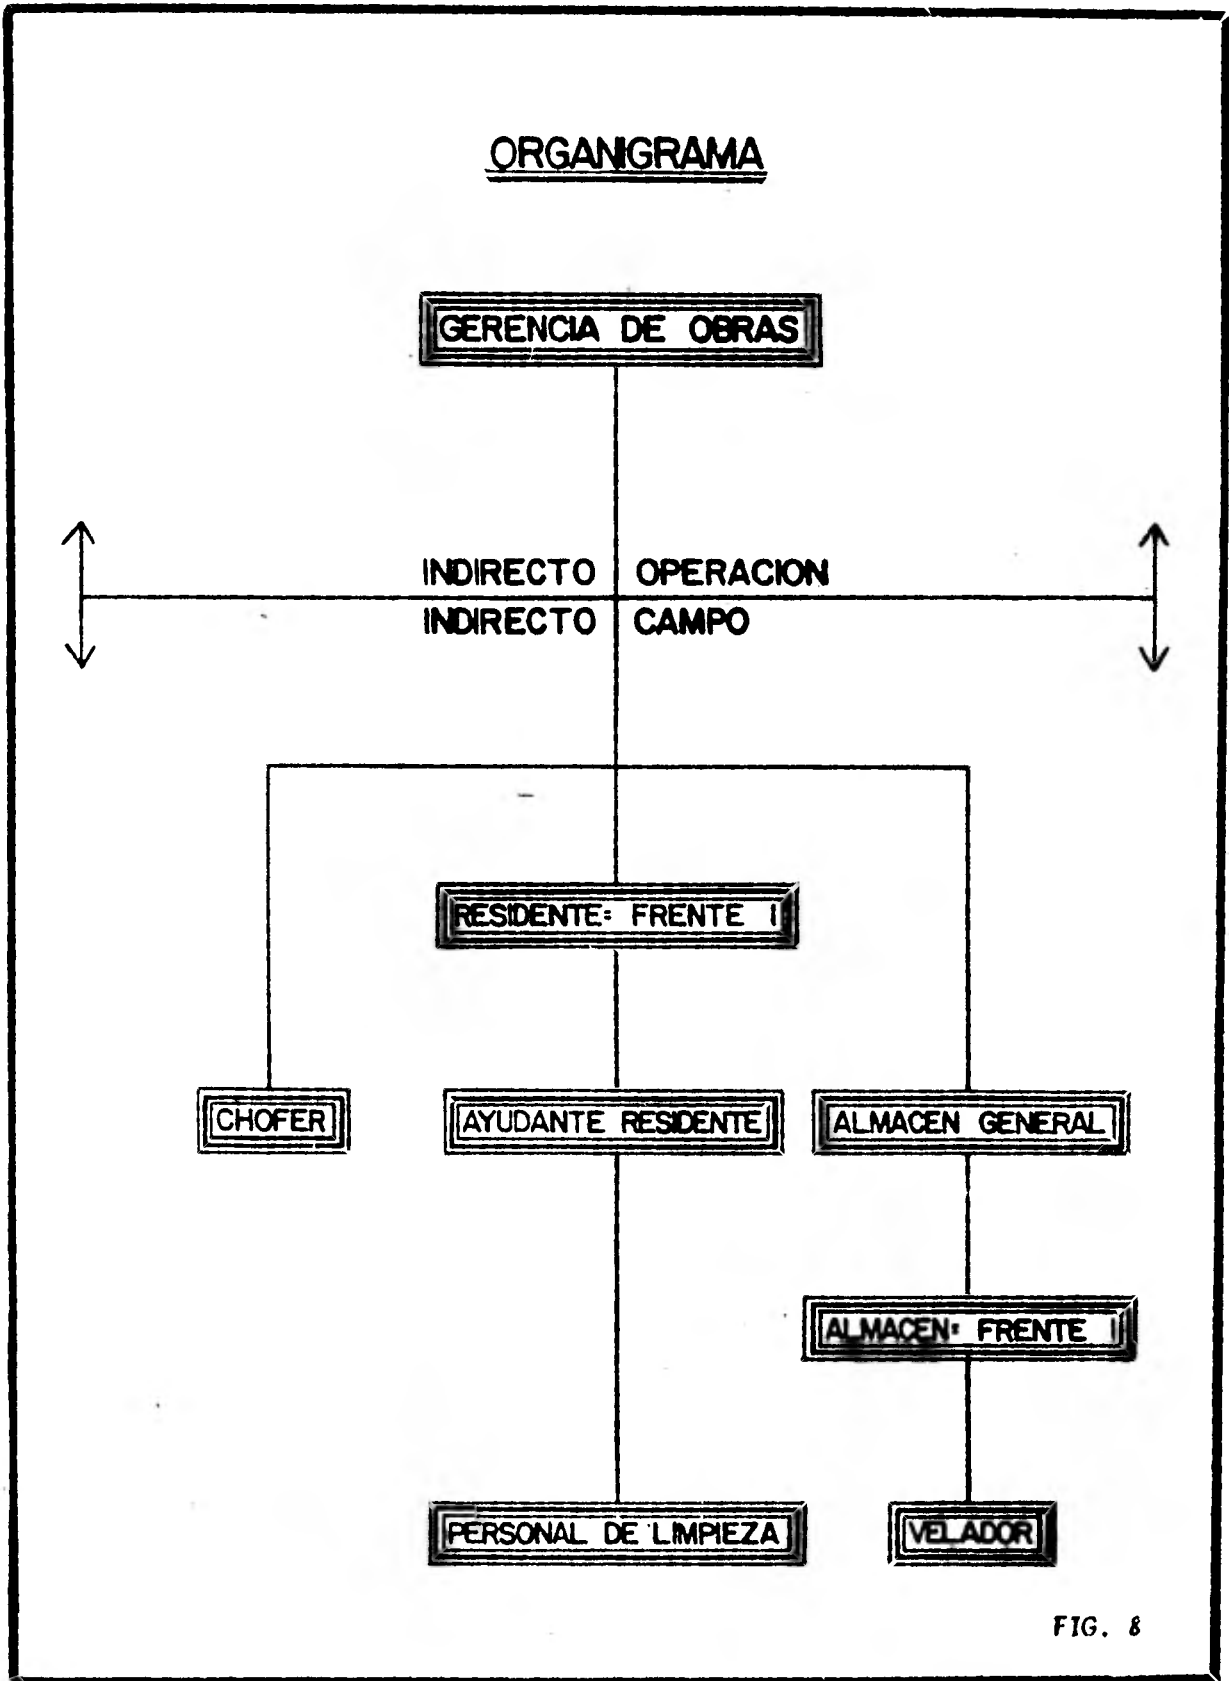 ORGANIGRAMA
GERENCIA DE OBRAS
INDIRECTO OPERACION
INDIRECTO CAMPO
RESIDENTE: FRENTE I
CHOFER
AYUDANTE RESIDENTE
ALMACEN GENERAL
ALMACEN: FRENTE I
PERSONAL DE LIMPIEZA
VELADOR
FIG. 8